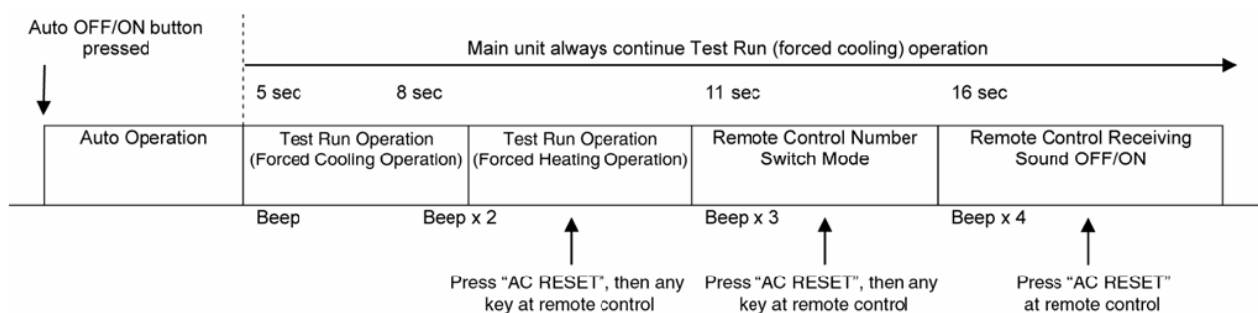 Auto OFF/ON button
pressed
Main unit always continue Test Run (forced cooling) operation
5 sec
8 sec
11 sec
16 sec
Auto Operation
Test Run Operation
(Forced Cooling Operation)
Test Run Operation
(Forced Heating Operation)
Remote Control Number
Switch Mode
Remote Control Receiving
Sound OFF/ON
Beep
Beep x 2
Beep x 3
Beep x 4
Press “AC RESET”, then any
key at remote control
Press “AC RESET”, then any
key at remote control
Press “AC RESET”
at remote control